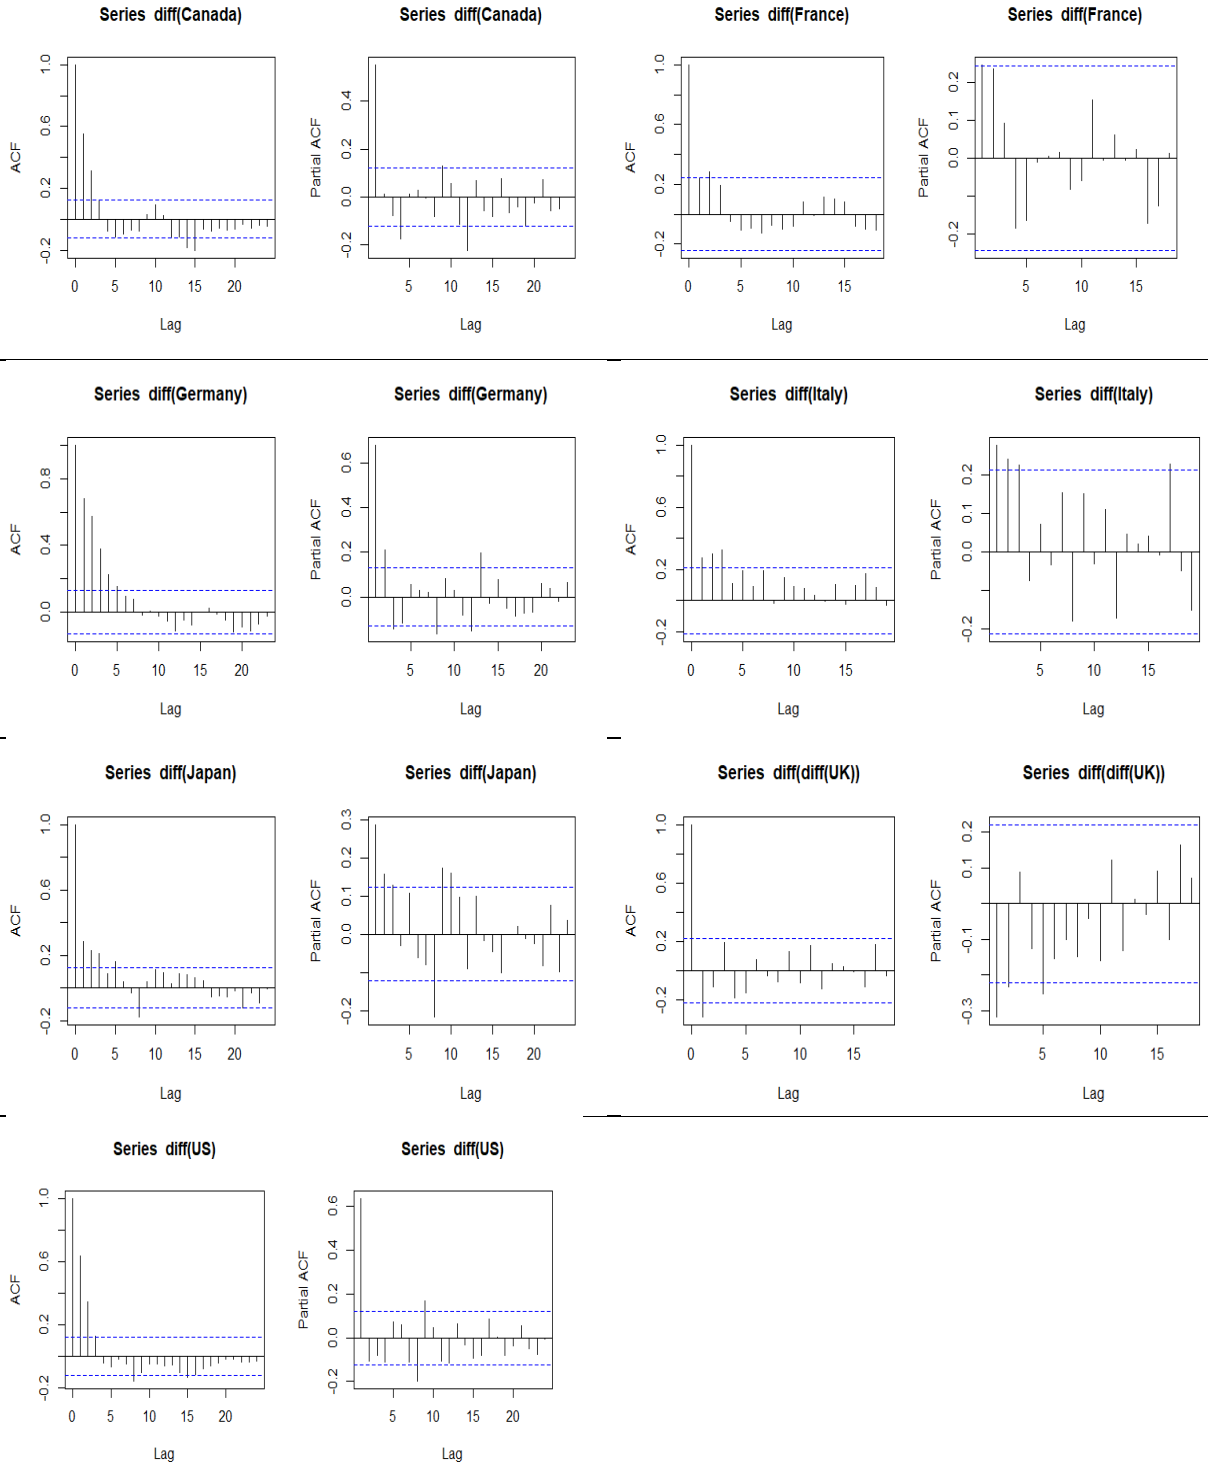 Series diff(Canada)
ACF
-0.2 0.2 0.6 1.0
0 5 10 15 20
Lag
Series diff(Canada)
Partial ACF
-0.2 0.0 0.2 0.4
5 10 15 20
Lag
Series diff(France)
ACF
-0.2 0.2 0.6 1.0
0 5 10 15
Lag
Series diff(France)
Partial ACF
-0.2 0.0 0.1 0.2
5 10 15
Lag
Series diff(Germany)
ACF
0.0 0.4 0.8
0 5 10 15 20
Lag
Series diff(Germany)
Partial ACF
0.0 0.2 0.4 0.6
5 10 15 20
Lag
Series diff(Italy)
ACF
-0.2 0.2 0.6 1.0
0 5 10 15
Lag
Series diff(Italy)
Partial ACF
-0.2 0.0 0.1 0.2
5 10 15
Lag
Series diff(Japan)
ACF
-0.2 0.2 0.6 1.0
0 5 10 15 20
Lag
Series diff(Japan)
Partial ACF
-0.2 0.0 0.1 0.2 0.3
5 10 15 20
Lag
Series diff(diff(UK))
ACF
-0.2 0.2 0.6 1.0
0 5 10 15
Lag
Series diff(diff(UK))
Partial ACF
-0.3 -0.1 0.1 0.2
5 10 15
Lag
Series diff(US)
ACF
-0.2 0.2 0.6 1.0
0 5 10 15 20
Lag
Series diff(US)
Partial ACF
-0.2 0.0 0.2 0.4 0.6
5 10 15 20
Lag